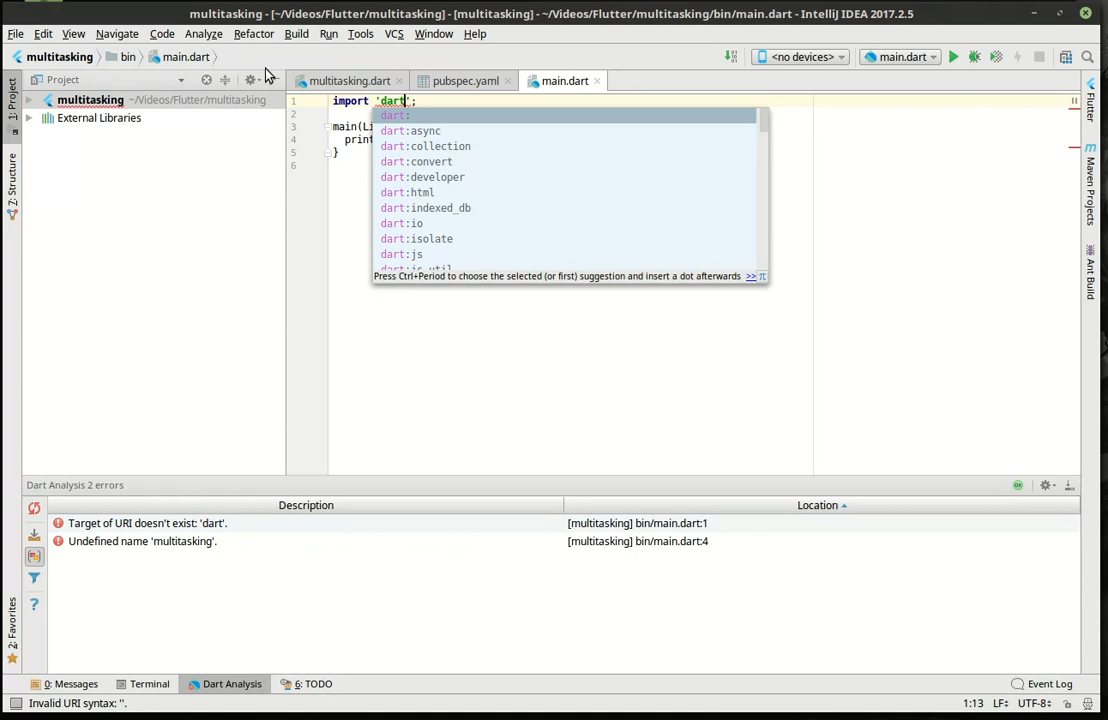 multitasking - [~/Videos/Flutter/multitasking] - [multitasking] - ~/Videos/Flutter/multitasking/bin/main.dart - IntelliJ IDEA 2017.2.5
File Edit View Navigate Code Analyze Refactor Build Run Tools VCS Window Help
multitasking bin main.dart <no devices> main.dart
Project multitasking.dart pubspec.yaml main.dart
multitasking ~/Videos/Flutter/multitasking
External Libraries
1 import 'dart';
2
3 main(Li
4 print
5 }
6
dart:
dart:async
dart:collection
dart:convert
dart:developer
dart:html
dart:indexed_db
dart:io
dart:isolate
dart:js
dart:js_util
Press Ctrl+Period to choose the selected (or first) suggestion and insert a dot afterwards >> π
1: Project
7: Structure
2: Favorites
Flutter
Maven Projects
Ant Build
Dart Analysis 2 errors
Description Location
Target of URI doesn't exist: 'dart'. [multitasking] bin/main.dart:1
Undefined name 'multitasking'. [multitasking] bin/main.dart:4
0: Messages Terminal Dart Analysis 6: TODO Event Log
Invalid URI syntax: ''. 1:13 LF÷ UTF-8÷